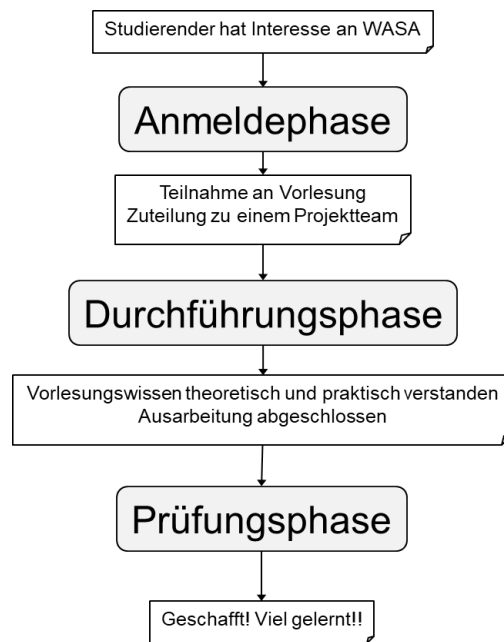 Studierender hat Interesse an WASA
Anmeldephase
Teilnahme an Vorlesung
Zuteilung zu einem Projektteam
Durchführungsphase
Vorlesungswissen theoretisch und praktisch verstanden
Ausarbeitung abgeschlossen
Prüfungsphase
Geschafft! Viel gelernt!!